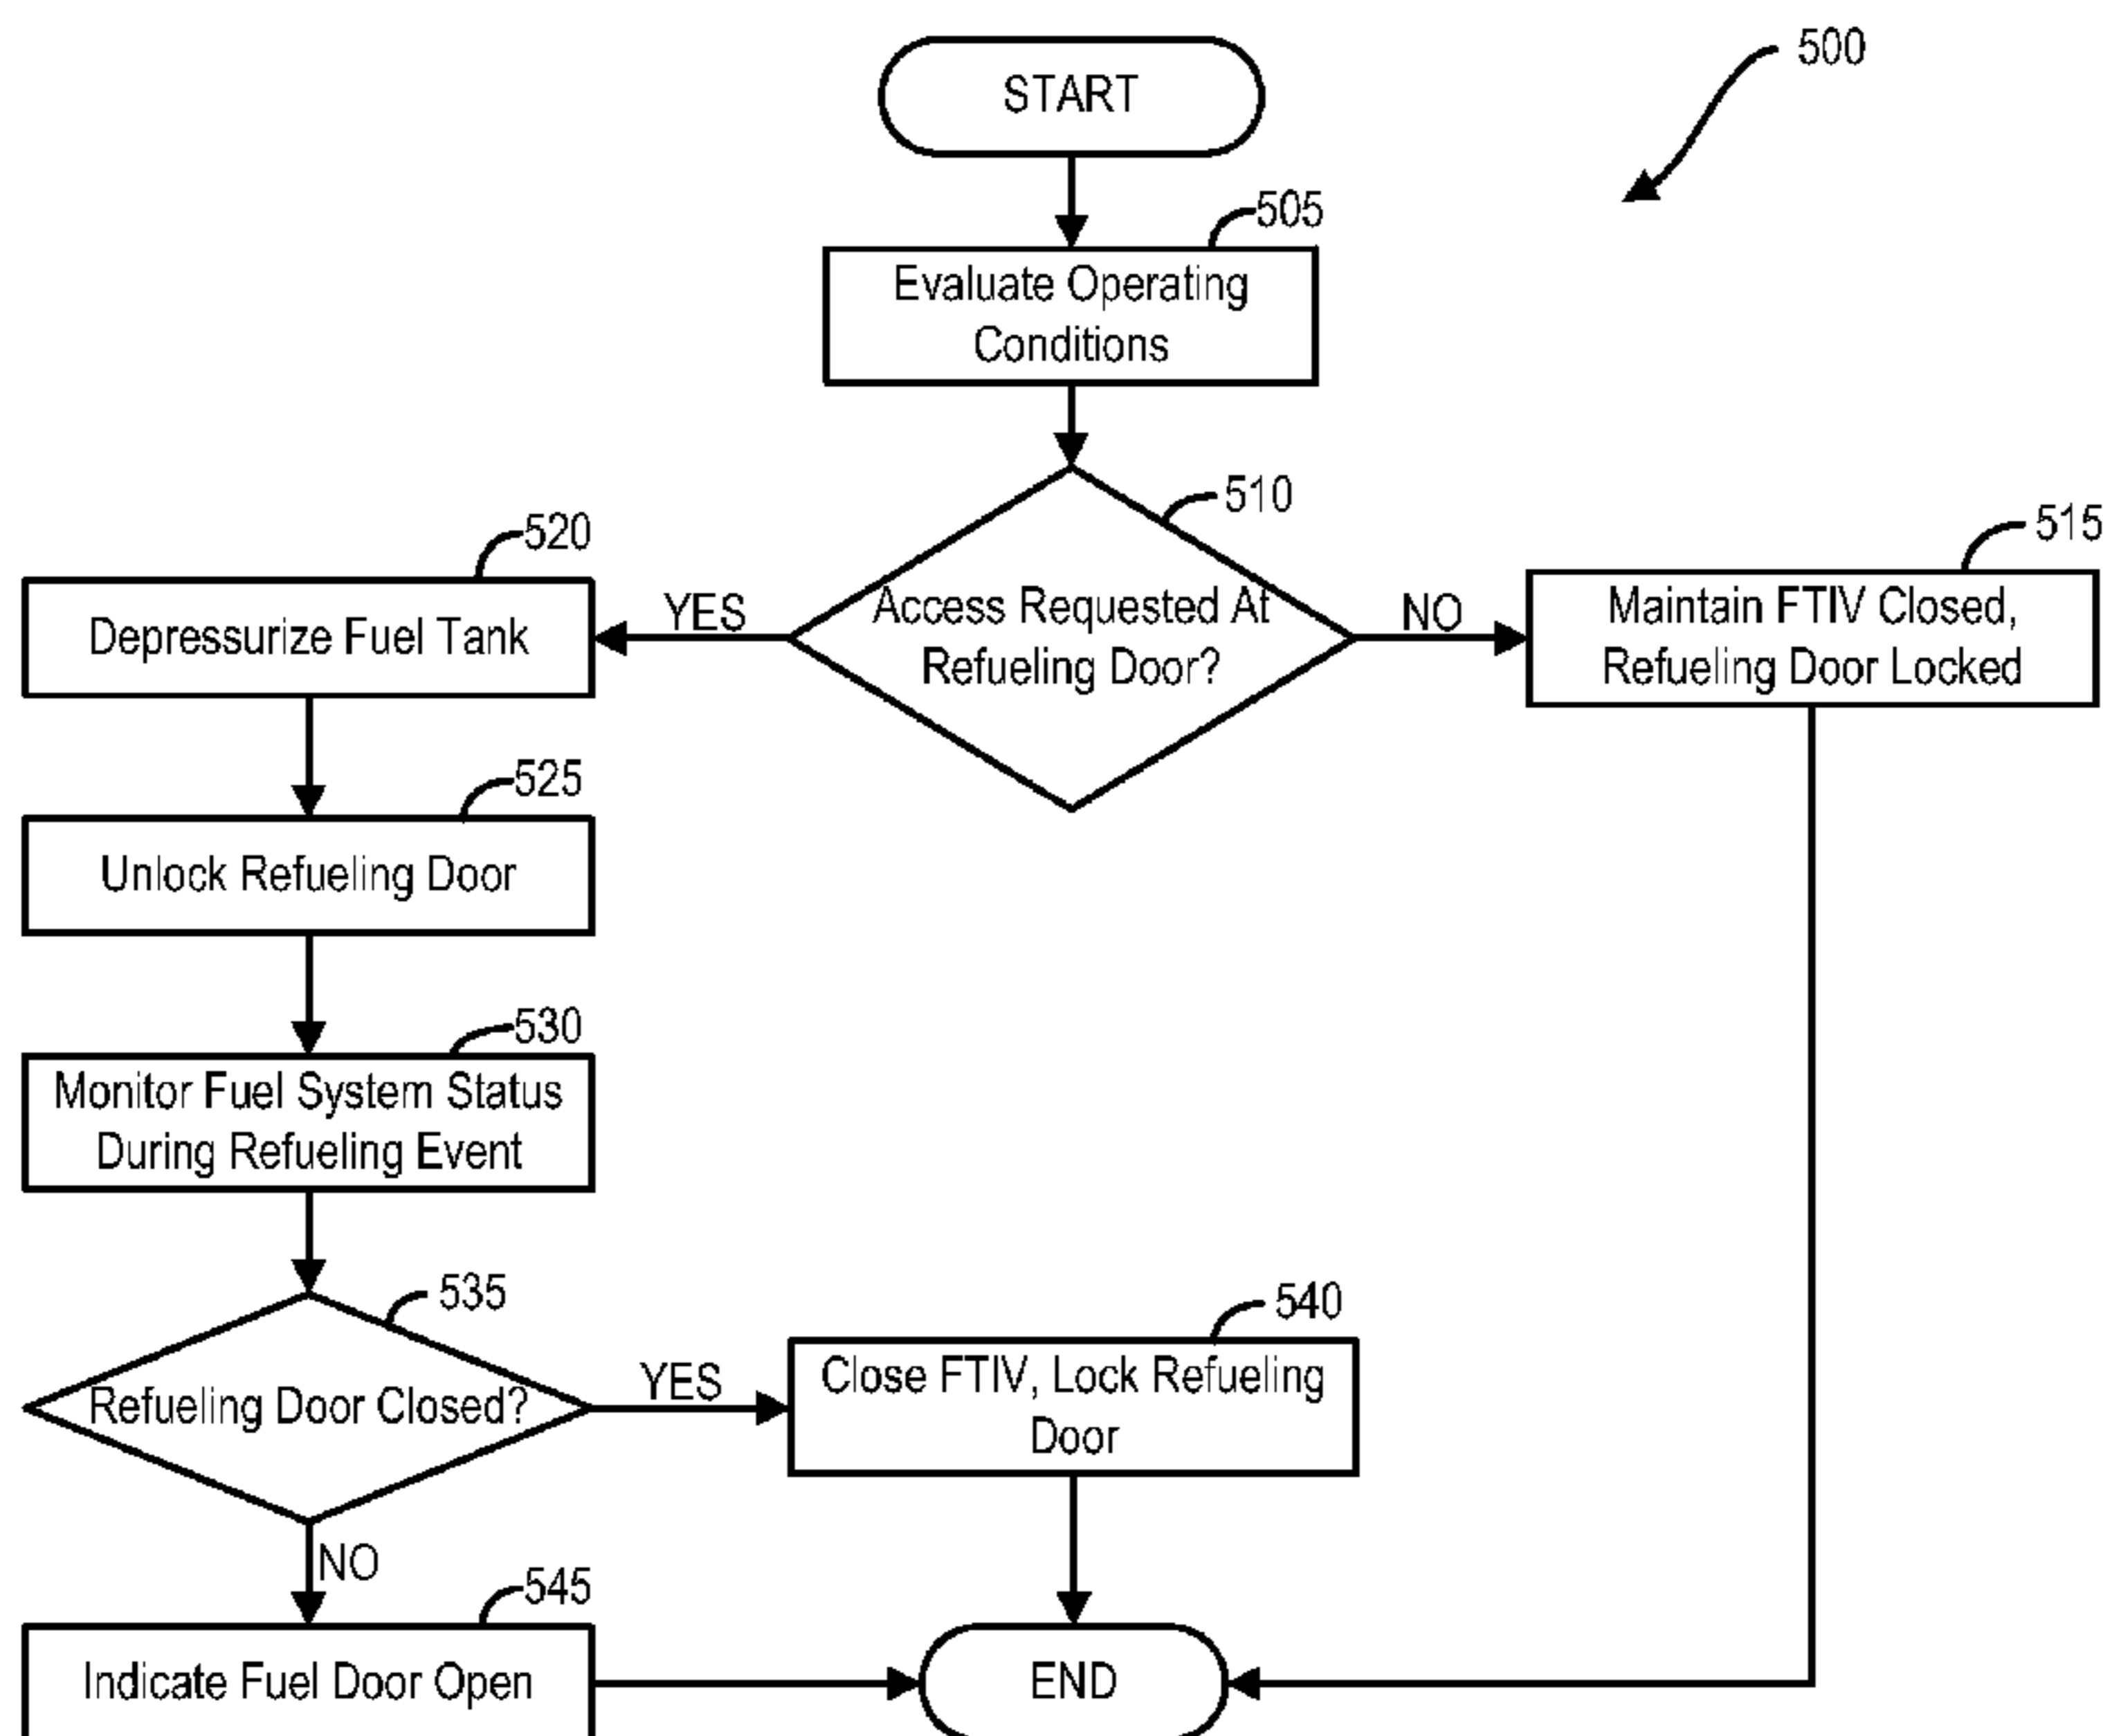 500
START
505
Evaluate Operating
Conditions
510
Access Requested At
Refueling Door?
YES
NO
515
Maintain FTIV Closed,
Refueling Door Locked
520
Depressurize Fuel Tank
525
Unlock Refueling Door
530
Monitor Fuel System Status
During Refueling Event
535
Refueling Door Closed?
YES
540
Close FTIV, Lock Refueling
Door
NO
545
Indicate Fuel Door Open
END